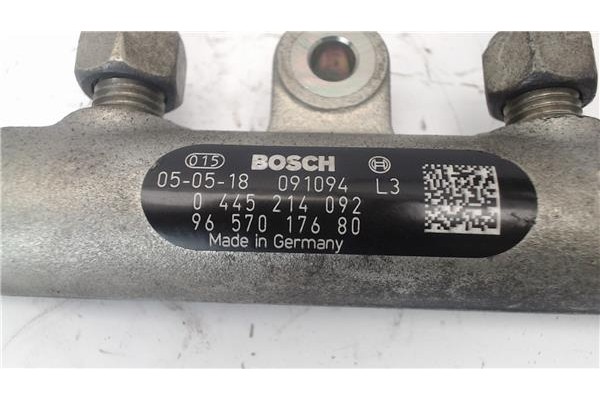 015 BOSCH
05-05-18 091094 L3
0 445 214 092
96 570 176 80
Made in Germany